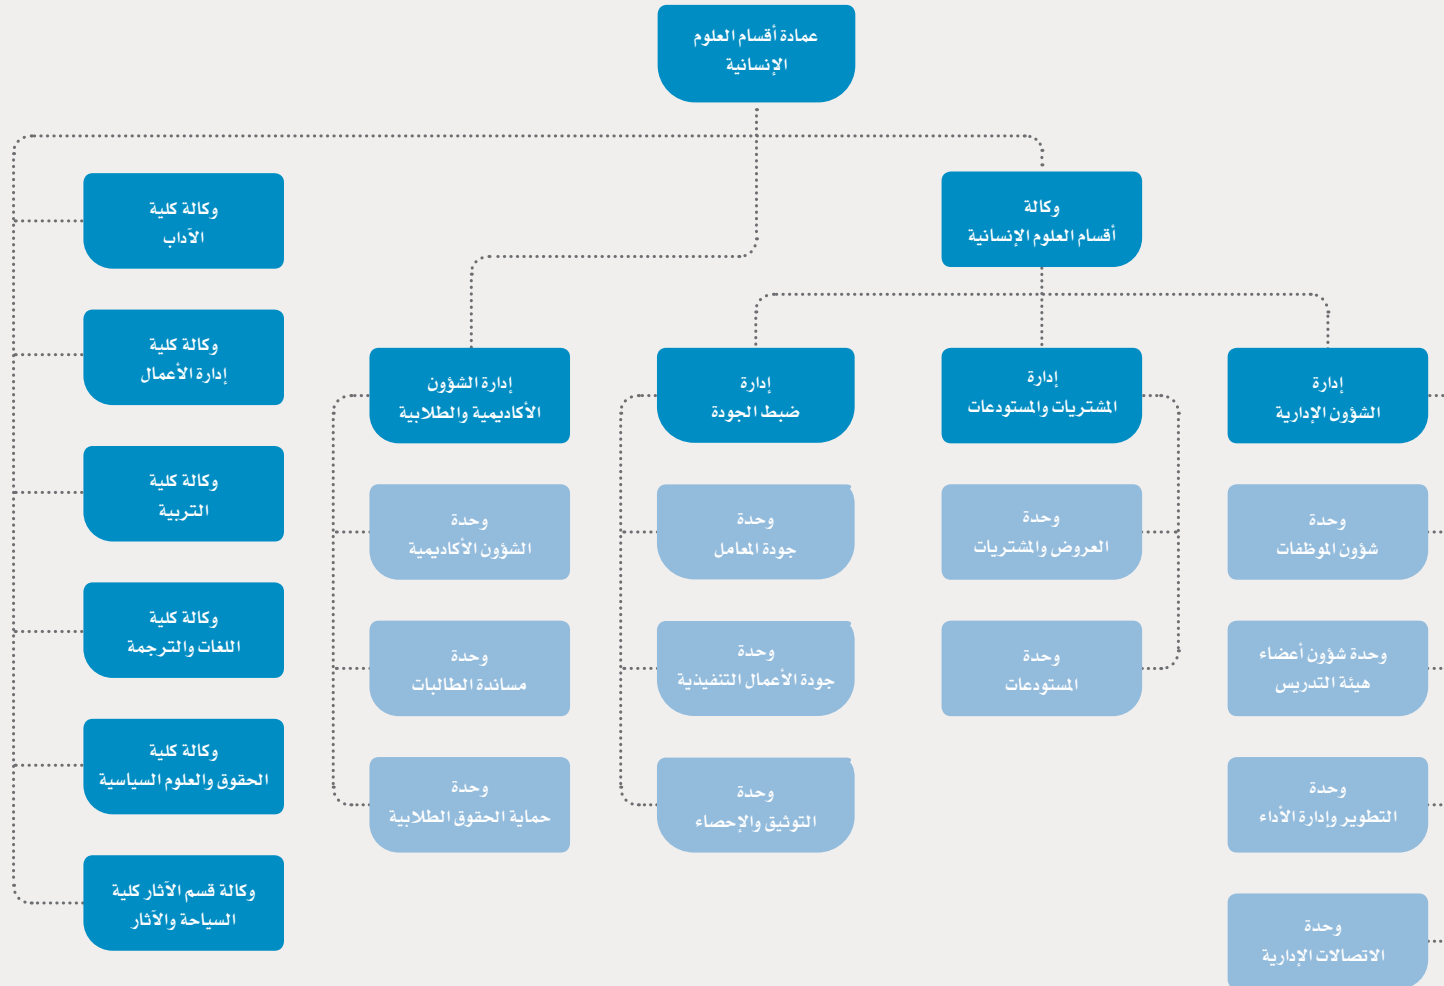 عمادة أقسام العلوم
الإنسانية
وكالة
أقسام العلوم الإنسانية
إدارة
الشؤون الإدارية
وحدة
شؤون الموظفات
وحدة شؤون أعضاء
هيئة التدريس
وحدة
التطوير وإدارة الأداء
وحدة
الاتصالات الإدارية
إدارة
المشتريات والمستودعات
وحدة
العروض والمشتريات
وحدة
المستودعات
إدارة
ضبط الجودة
وحدة
جودة المعامل
وحدة
جودة الأعمال التنفيذية
وحدة
التوثيق والإحصاء
إدارة الشؤون
الأكاديمية والطلابية
وحدة
الشؤون الأكاديمية
وحدة
مساندة الطالبات
وحدة
حماية الحقوق الطلابية
وكالة كلية
الآداب
وكالة كلية
إدارة الأعمال
وكالة كلية
التربية
وكالة كلية
اللغات والترجمة
وكالة كلية
الحقوق والعلوم السياسية
وكالة قسم الآثار كلية
السياحة والآثار